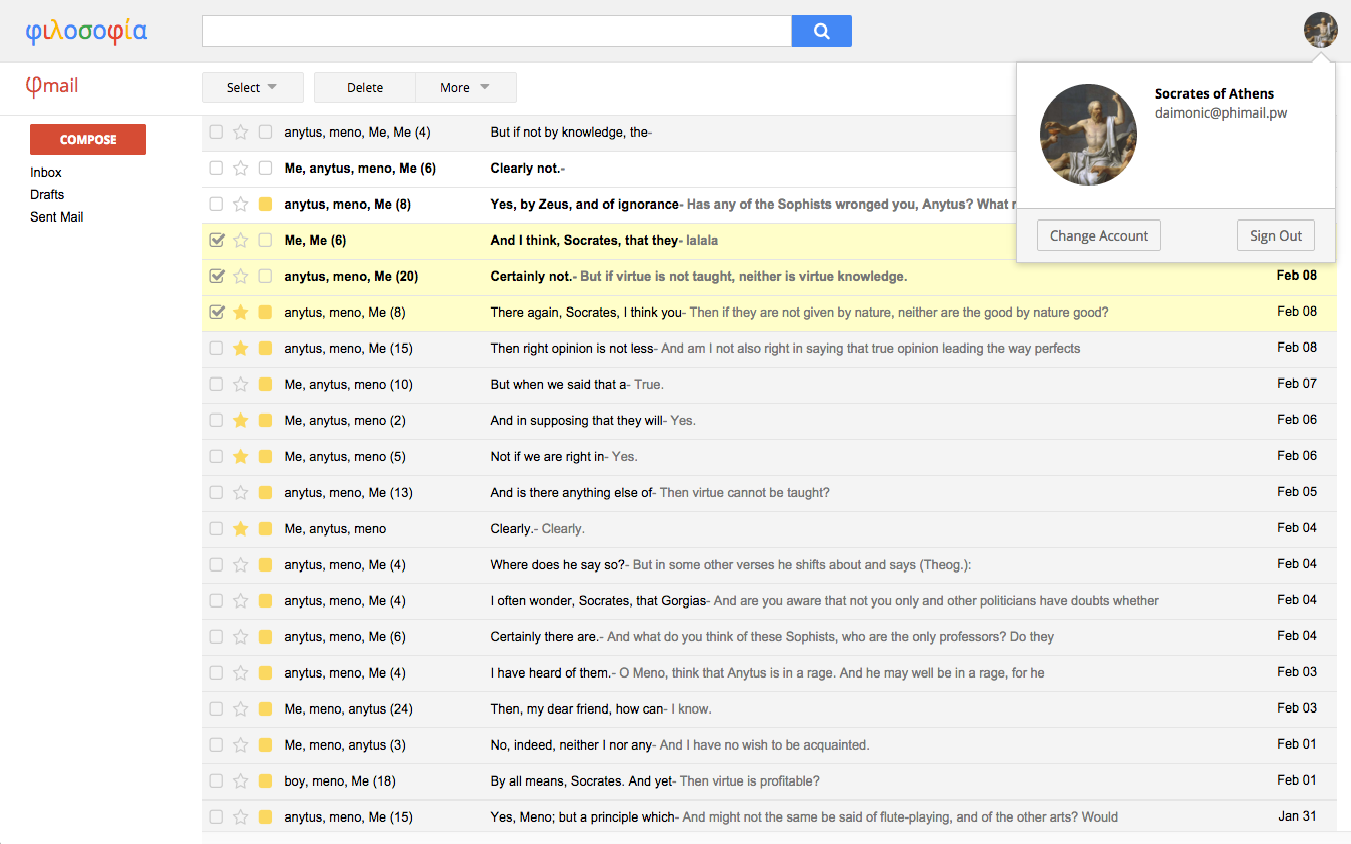 φιλοσοφία
φmail
Select
Delete
More
Socrates of Athens
daimonic@phimail.pw
Change Account
Sign Out
COMPOSE
Inbox
Drafts
Sent Mail
anytus, meno, Me, Me (4) But if not by knowledge, the-
Me, anytus, meno, Me (6) Clearly not.-
anytus, meno, Me (8) Yes, by Zeus, and of ignorance- Has any of the Sophists wronged you, Anytus? What
Me, Me (6) And I think, Socrates, that they- lalala
anytus, meno, Me (20) Certainly not.- But if virtue is not taught, neither is virtue knowledge. Feb 08
anytus, meno, Me (8) There again, Socrates, I think you- Then if they are not given by nature, neither are the good by nature good? Feb 08
anytus, meno, Me (15) Then right opinion is not less- And am I not also right in saying that true opinion leading the way perfects Feb 08
Me, anytus, meno (10) But when we said that a- True. Feb 07
Me, anytus, meno (2) And in supposing that they will- Yes. Feb 06
Me, anytus, meno (5) Not if we are right in- Yes. Feb 06
anytus, meno, Me (13) And is there anything else of- Then virtue cannot be taught? Feb 05
Me, anytus, meno Clearly.- Clearly. Feb 04
anytus, meno, Me (4) Where does he say so?- But in some other verses he shifts about and says (Theog.): Feb 04
anytus, meno, Me (4) I often wonder, Socrates, that Gorgias- And are you aware that not you only and other politicians have doubts whether Feb 04
anytus, meno, Me (6) Certainly there are.- And what do you think of these Sophists, who are the only professors? Do they Feb 04
anytus, meno, Me (4) I have heard of them.- O Meno, think that Anytus is in a rage. And he may well be in a rage, for he Feb 03
Me, meno, anytus (24) Then, my dear friend, how can- I know. Feb 03
Me, meno, anytus (3) No, indeed, neither I nor any- And I have no wish to be acquainted. Feb 01
boy, meno, Me (18) By all means, Socrates. And yet- Then virtue is profitable? Feb 01
anytus, meno, Me (15) Yes, Meno; but a principle which- And might not the same be said of flute-playing, and of the other arts? Would Jan 31